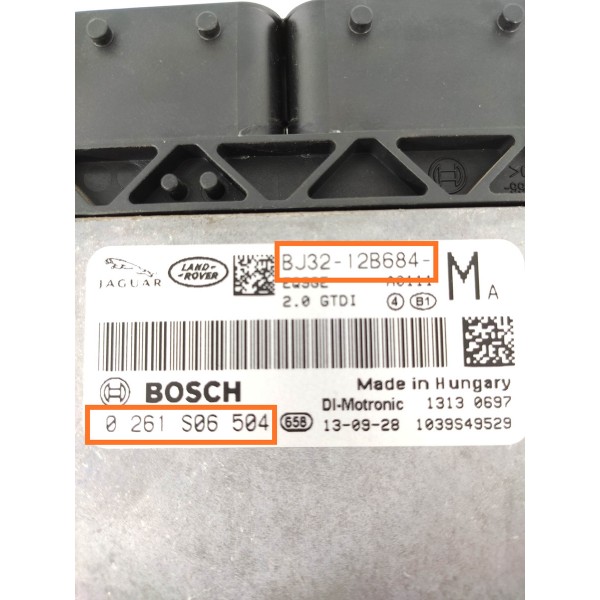 JAGUAR
LAND-
ROVER
BJ32-12B684-
2.0 GTDI
4 B1
M A
BOSCH
Made in Hungary
DI-Motronic 1313 0697
0 261 S06 504 658 13-09-28 1039S49529